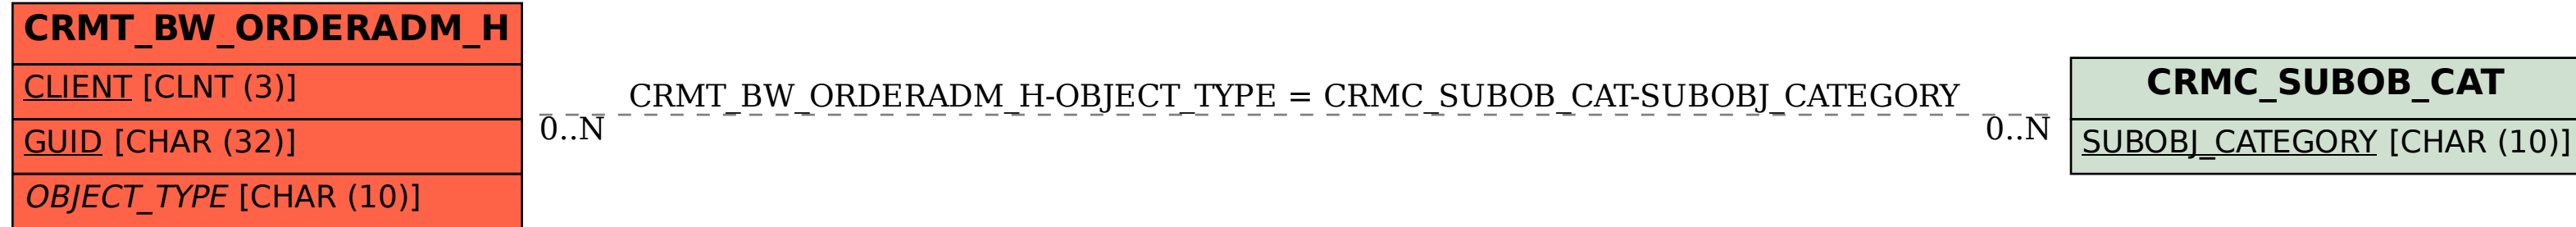 CRMT_BW_ORDERADM_H
CLIENT [CLNT (3)]
GUID [CHAR (32)]
OBJECT_TYPE [CHAR (10)]
CRMT_BW_ORDERADM_H-OBJECT_TYPE = CRMC_SUBOB_CAT-SUBOBJ_CATEGORY
0..N
0..N
CRMC_SUBOB_CAT
SUBOBJ_CATEGORY [CHAR (10)]